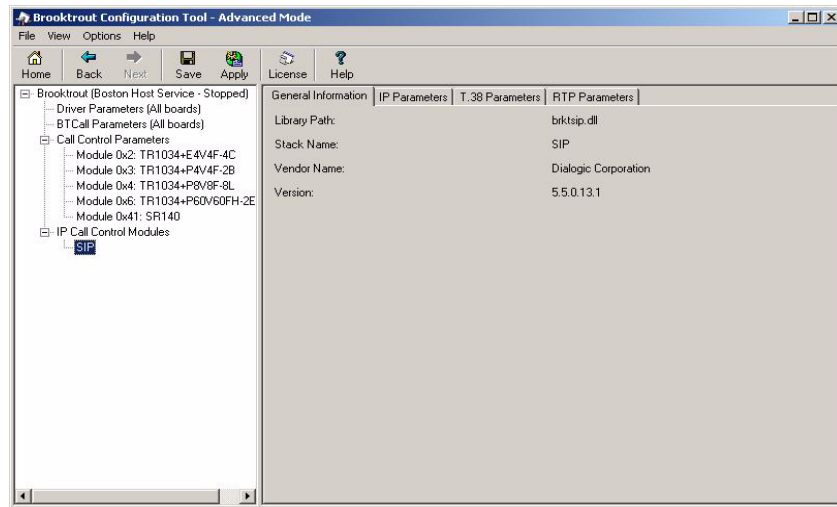 Brooktrout Configuration Tool - Advanced Mode
File View Options Help
Home Back Next Save Apply License Help
Brooktrout (Boston Host Service - Stopped)
Driver Parameters (All boards)
BTCall Parameters (All boards)
Call Control Parameters
Module 0x2: TR1034+E4V4F-4C
Module 0x3: TR1034+P4V4F-2B
Module 0x4: TR1034+P8V8F-8L
Module 0x6: TR1034+P60V60FH-2E
Module 0x41: SR140
IP Call Control Modules
SIP
General Information IP Parameters T.38 Parameters RTP Parameters
Library Path: brktsip.dll
Stack Name: SIP
Vendor Name: Dialogic Corporation
Version: 5.5.0.13.1